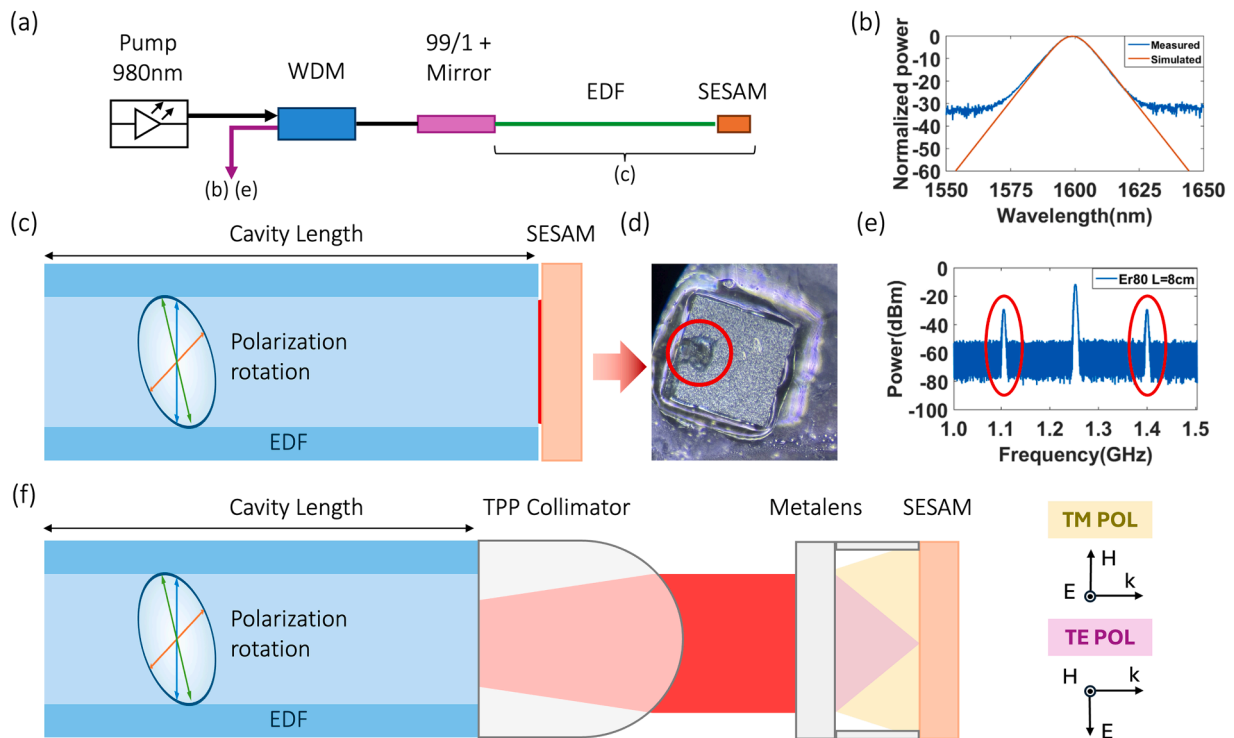 (a)
Pump
980nm
WDM
99/1 +
Mirror
EDF
SESAM
(b) (e)
(c)
(b)
Normalized power
0
-10
-20
-30
-40
-50
-60
Measured
Simulated
1550
1575
1600
1625
1650
Wavelength(nm)
(c)
Cavity Length
SESAM
Polarization
rotation
EDF
(d)
(e)
Power(dBm)
0
-20
-40
-60
-80
-100
Er80 L=8cm
1.0
1.1
1.2
1.3
1.4
1.5
Frequency(GHz)
(f)
Cavity Length
TPP Collimator
Metalens
SESAM
Polarization
rotation
EDF
TM POL
H
E
k
TE POL
H
k
E